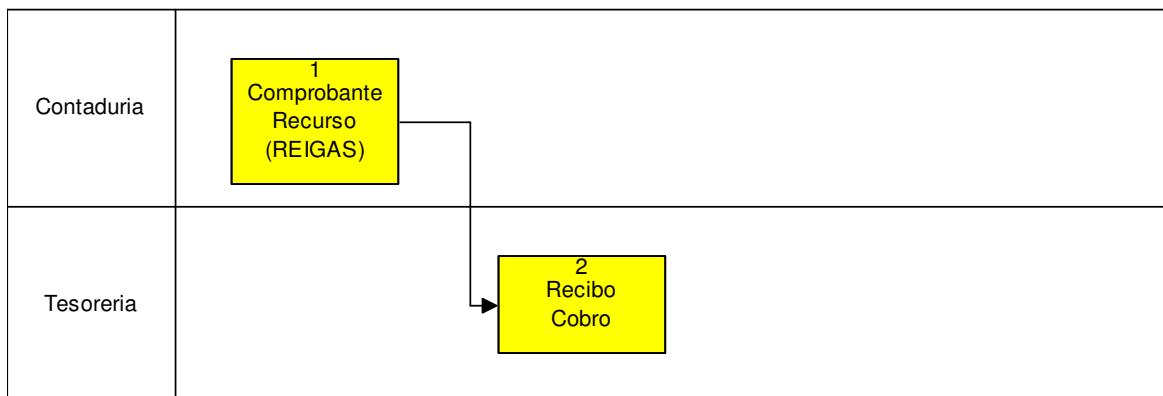 Contaduria
1
Comprobante
Recurso
(REIGAS)
Tesoreria
2
Recibo
Cobro